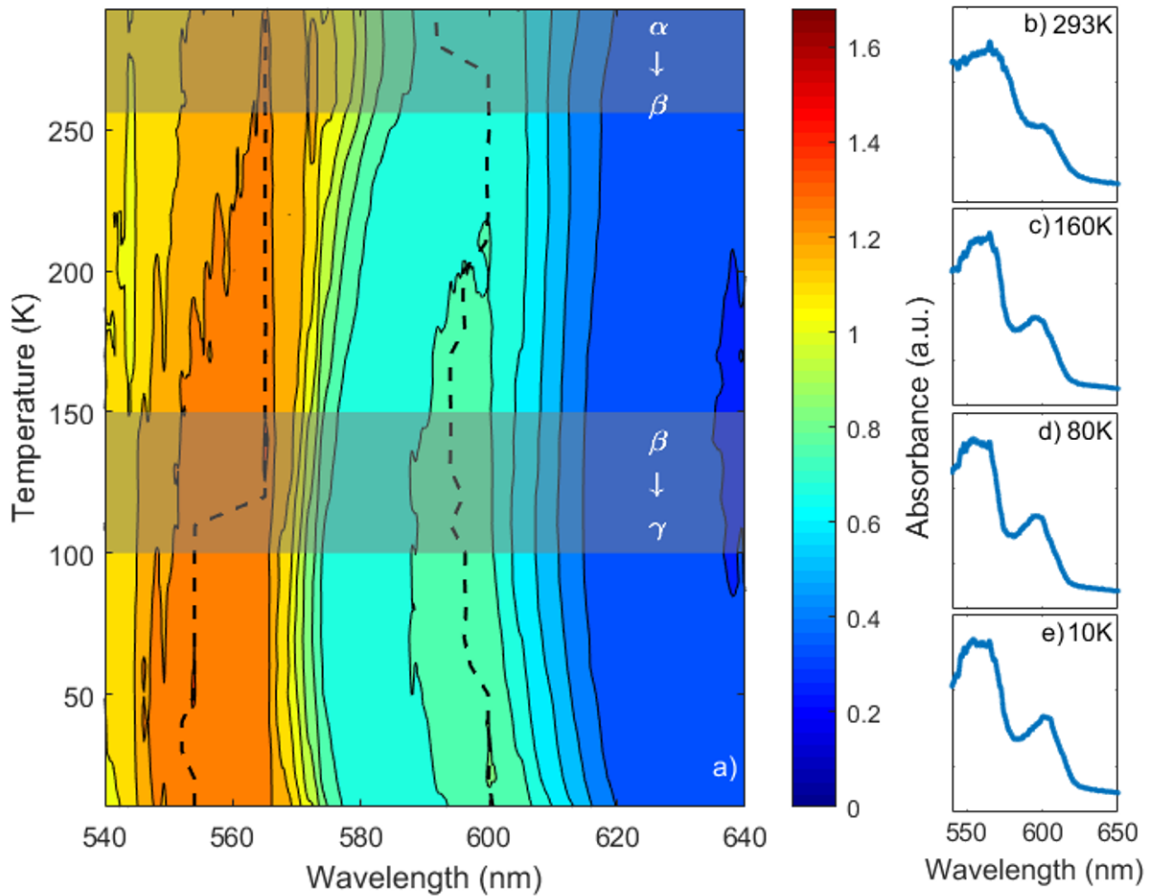 Temperature (K)
250
200
150
100
50
α
↓
β
β
↓
γ
a)
540 560 580 600 620 640
Wavelength (nm)
1.6
1.4
1.2
1
0.8
0.6
0.4
0.2
0
Absorbance (a.u.)
b) 293K
c) 160K
d) 80K
e) 10K
550 600 650
Wavelength (nm)